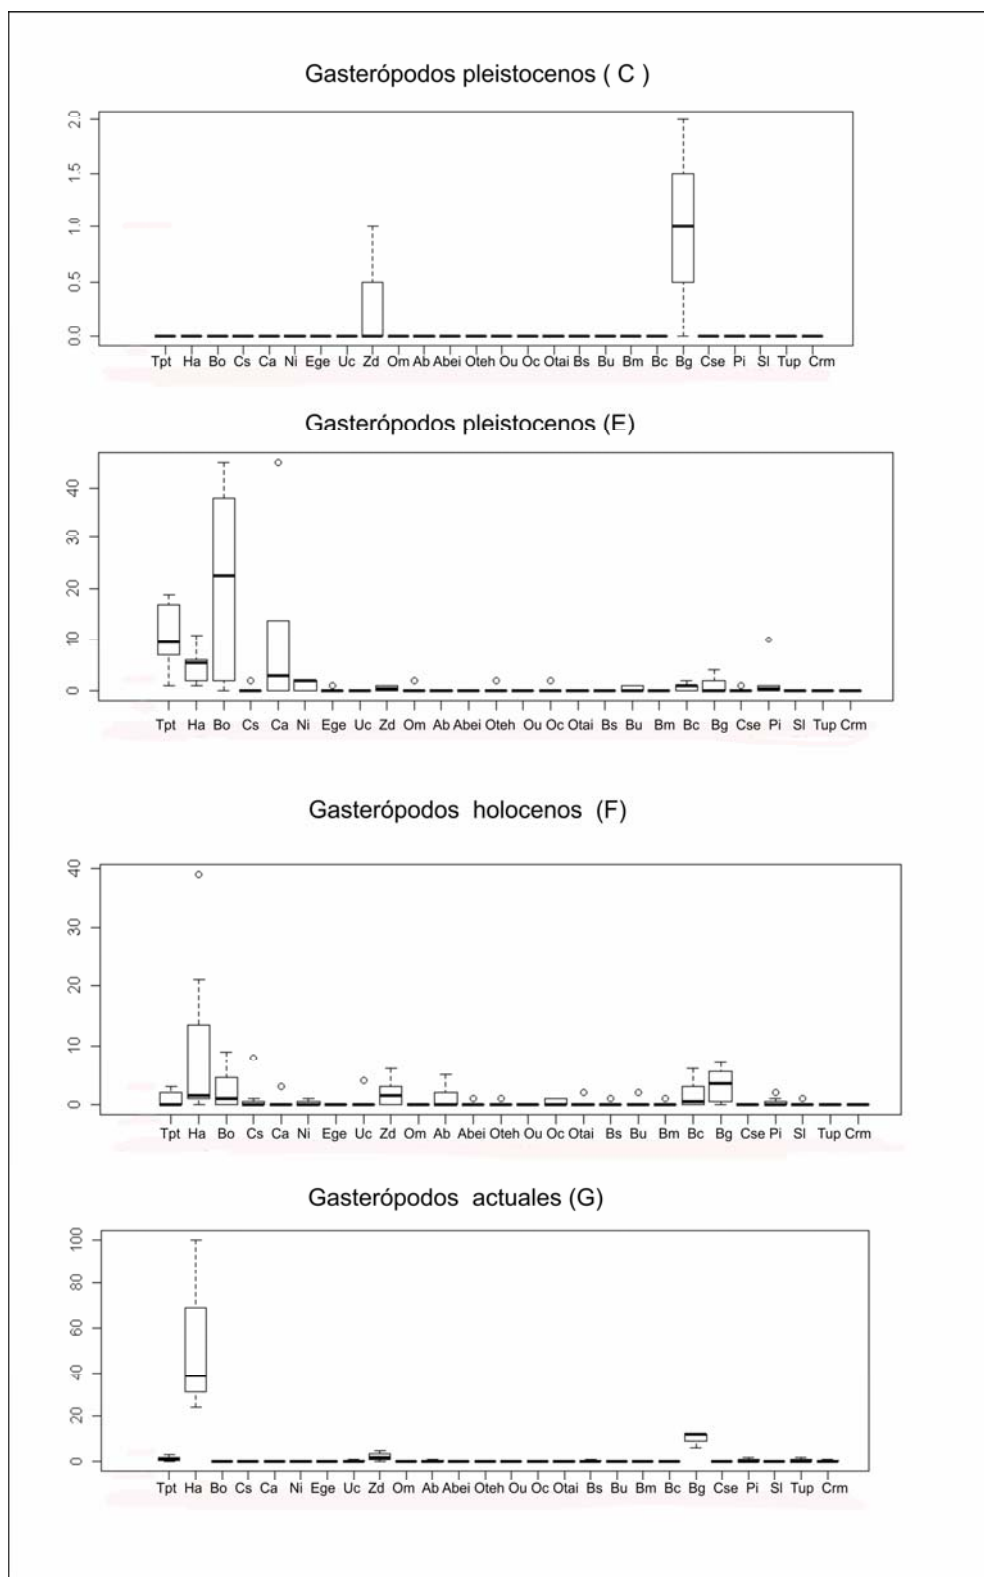 Gasterópodos pleistocenos ( C )
2.0
1.5
1.0
0.5
0.0
Tpt Ha Bo Cs Ca Ni Ege Uc Zd Om Ab Abei Oteh Ou Oc Otai Bs Bu Bm Bc Bg Cse Pi Sl Tup Crm
Gasterópodos pleistocenos (E)
40
30
20
10
0
Tpt Ha Bo Cs Ca Ni Ege Uc Zd Om Ab Abei Oteh Ou Oc Otai Bs Bu Bm Bc Bg Cse Pi Sl Tup Crm
Gasterópodos holocenos (F)
40
30
20
10
0
Tpt Ha Bo Cs Ca Ni Ege Uc Zd Om Ab Abei Oteh Ou Oc Otai Bs Bu Bm Bc Bg Cse Pi Sl Tup Crm
Gasterópodos actuales (G)
100
80
60
40
20
0
Tpt Ha Bo Cs Ca Ni Ege Uc Zd Om Ab Abei Oteh Ou Oc Otai Bs Bu Bm Bc Bg Cse Pi Sl Tup Crm